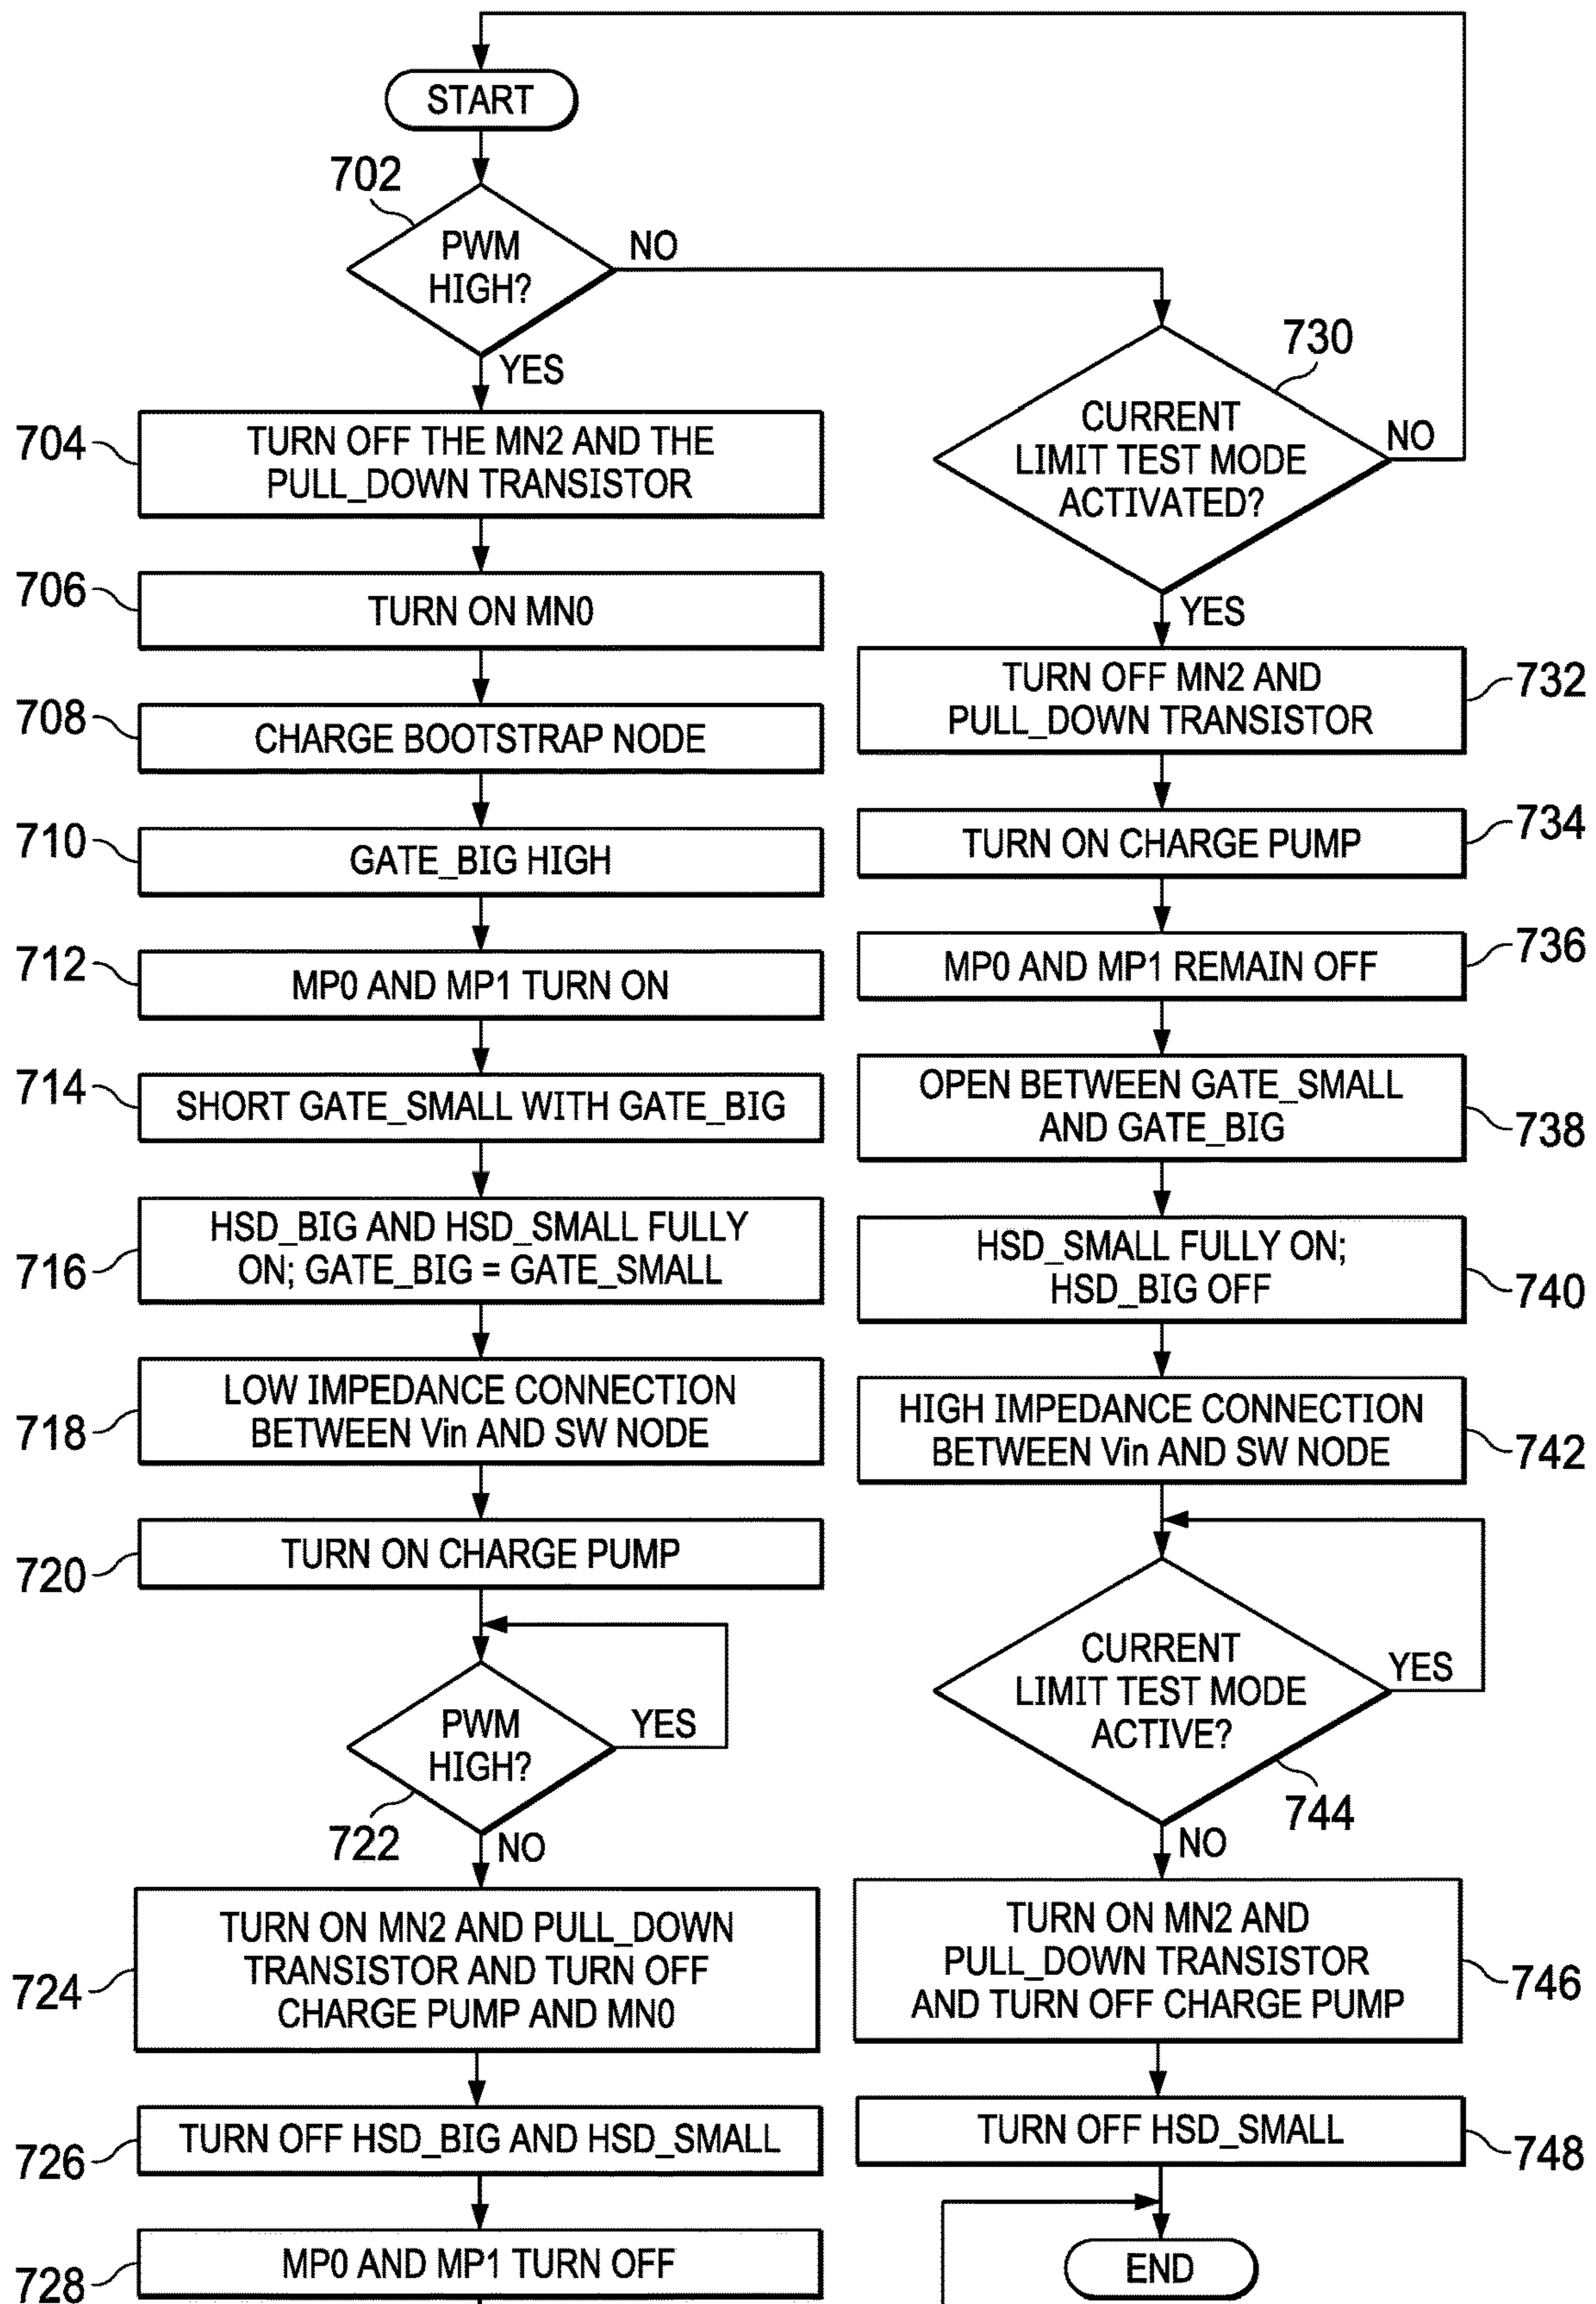 START
702
PWM
HIGH?
NO
YES
704
TURN OFF THE MN2 AND THE
PULL_DOWN TRANSISTOR
706
TURN ON MN0
708
CHARGE BOOTSTRAP NODE
710
GATE_BIG HIGH
712
MP0 AND MP1 TURN ON
714
SHORT GATE_SMALL WITH GATE_BIG
716
HSD_BIG AND HSD_SMALL FULLY
ON; GATE_BIG = GATE_SMALL
718
LOW IMPEDANCE CONNECTION
BETWEEN Vin AND SW NODE
720
TURN ON CHARGE PUMP
PWM
HIGH?
YES
722
NO
724
TURN ON MN2 AND PULL_DOWN
TRANSISTOR AND TURN OFF
CHARGE PUMP AND MN0
726
TURN OFF HSD_BIG AND HSD_SMALL
728
MP0 AND MP1 TURN OFF
730
CURRENT
LIMIT TEST MODE
ACTIVATED?
NO
YES
TURN OFF MN2 AND
PULL_DOWN TRANSISTOR
732
TURN ON CHARGE PUMP
734
MP0 AND MP1 REMAIN OFF
736
OPEN BETWEEN GATE_SMALL
AND GATE_BIG
738
HSD_SMALL FULLY ON;
HSD_BIG OFF
740
HIGH IMPEDANCE CONNECTION
BETWEEN Vin AND SW NODE
742
CURRENT
LIMIT TEST MODE
ACTIVE?
YES
744
NO
TURN ON MN2 AND
PULL_DOWN TRANSISTOR
AND TURN OFF CHARGE PUMP
746
TURN OFF HSD_SMALL
748
END